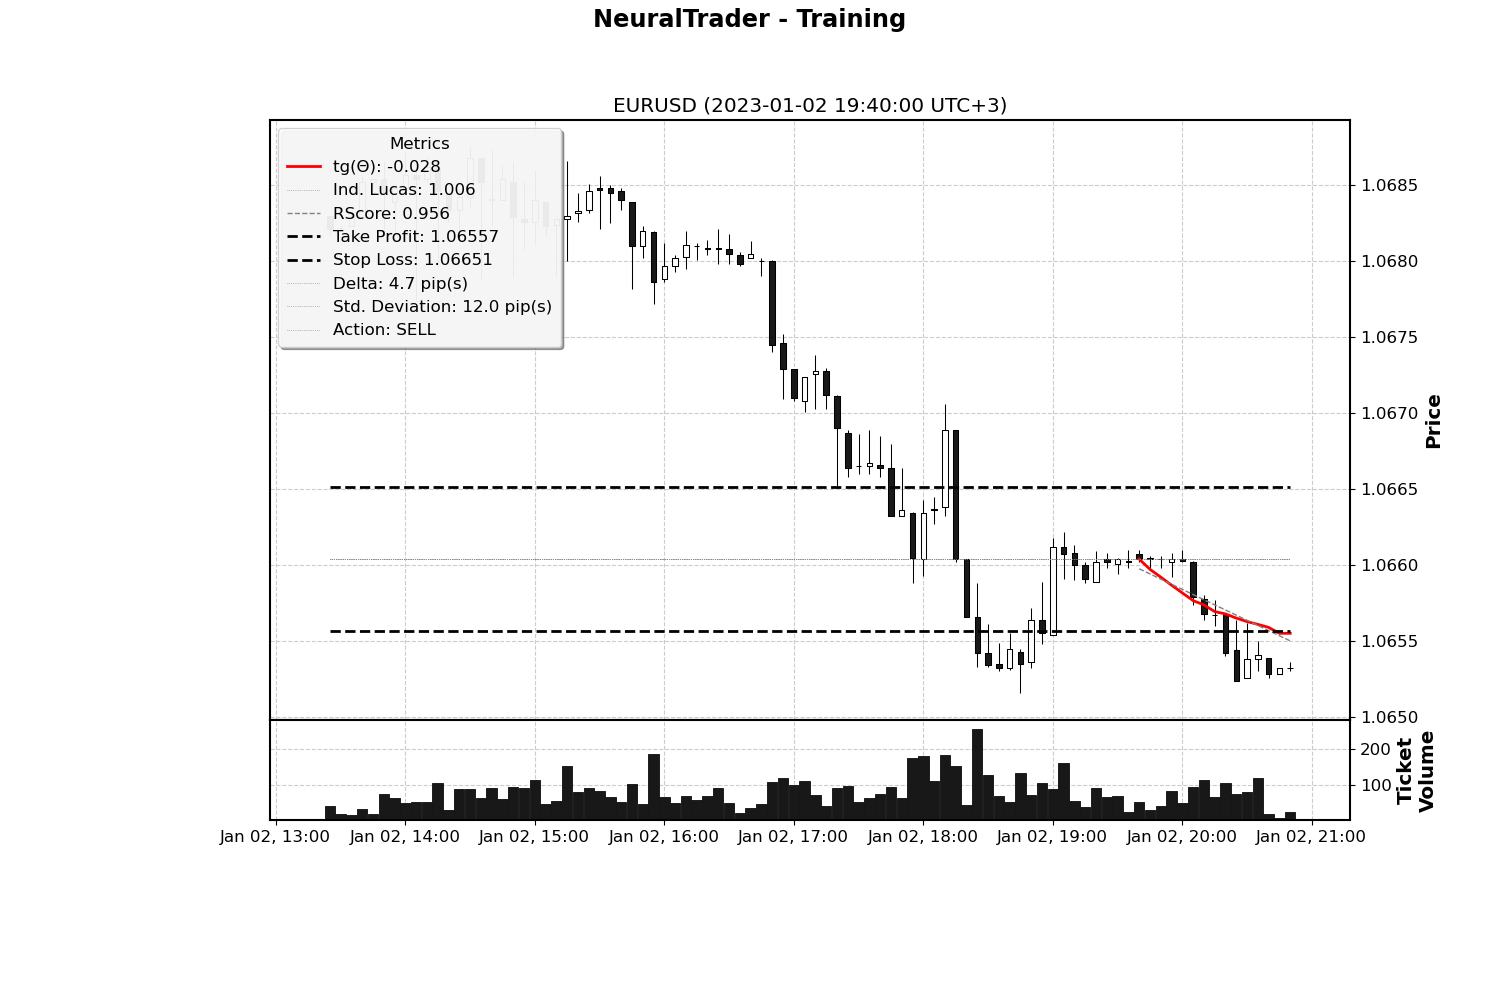 NeuralTrader - Training
EURUSD (2023-01-02 19:40:00 UTC+3)
Metrics
tg(Θ): -0.028
Ind. Lucas: 1.006
RScore: 0.956
Take Profit: 1.06557
Stop Loss: 1.06651
Delta: 4.7 pip(s)
Std. Deviation: 12.0 pip(s)
Action: SELL
1.0685
1.0680
1.0675
1.0670
1.0665
1.0660
1.0655
1.0650
Price
200
100
Ticket
Volume
Jan 02, 13:00 Jan 02, 14:00 Jan 02, 15:00 Jan 02, 16:00 Jan 02, 17:00 Jan 02, 18:00 Jan 02, 19:00 Jan 02, 20:00 Jan 02, 21:00